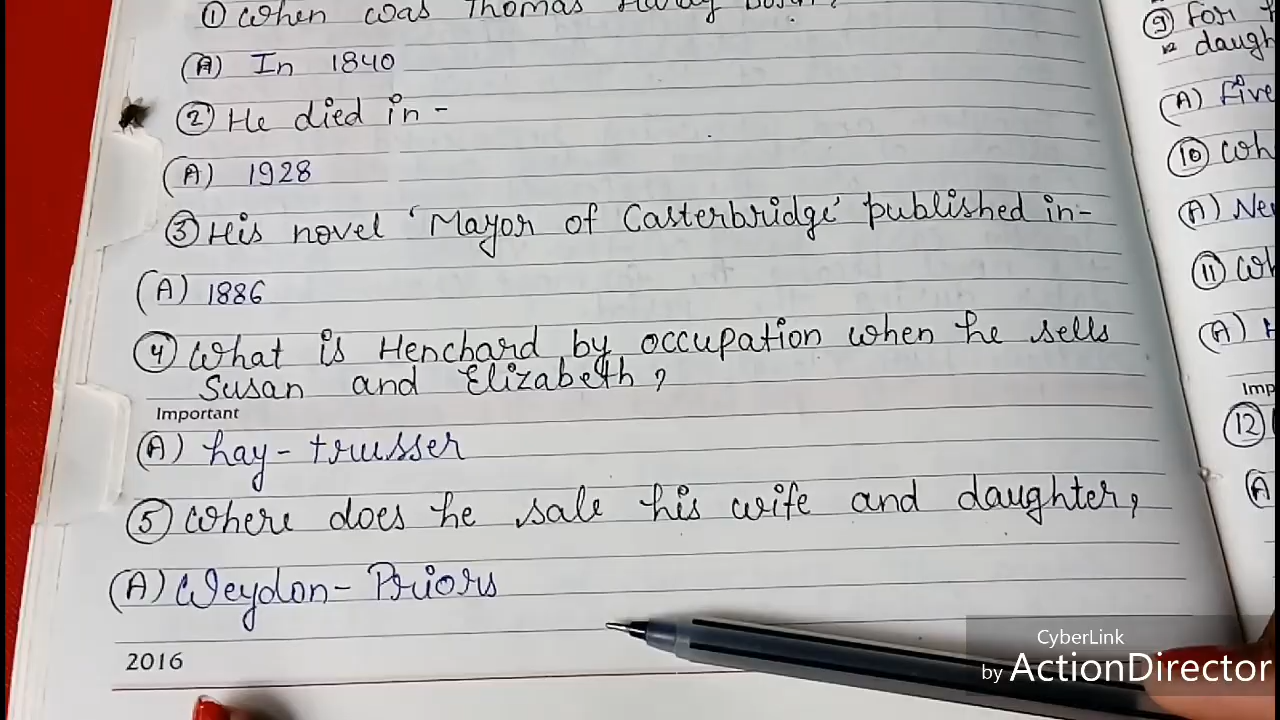 ① When was Thomas Hardy born?
(A) In 1840
② He died in -
(A) 1928
③ His novel 'Mayor of Casterbridge' published in-
(A) 1886
④ What is Henchard by occupation when he sells
Susan and Elizabeth?
Important
(A) hay-trusser
⑤ Where does he sale his wife and daughter?
(A) Weydon-Priors
2016
⑨ For
daugh
(A) Five
⑩ Wh
(A) Ne
⑪ Wh
(A) H
Imp
⑫
(A
CyberLink
by ActionDirector